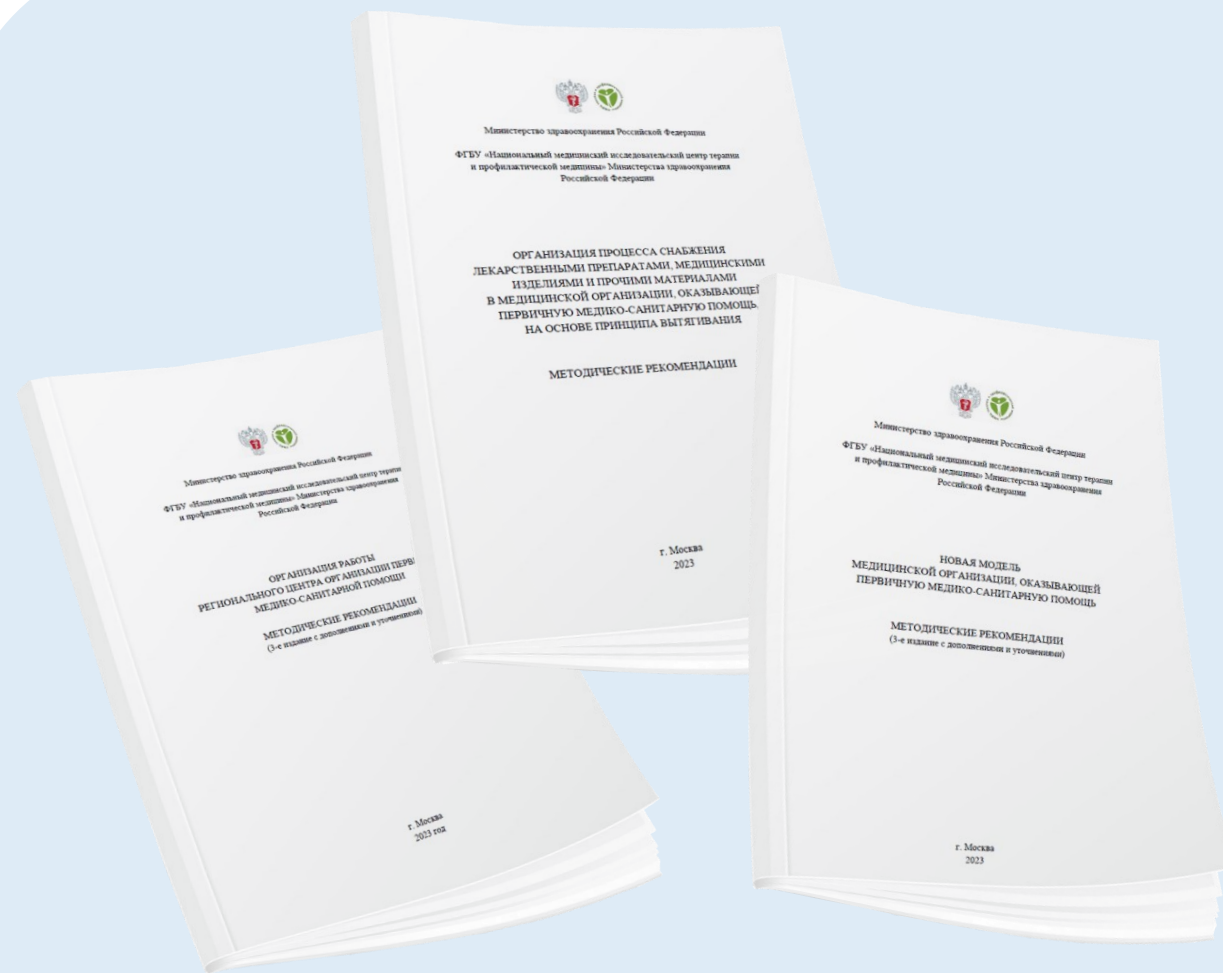 Министерство здравоохранения Российской Федерации
ФГБУ «Национальный медицинский исследовательский центр терапии
и профилактической медицины» Министерства здравоохранения
Российской Федерации
ОРГАНИЗАЦИЯ ПРОЦЕССА СНАБЖЕНИЯ
ЛЕКАРСТВЕННЫМИ ПРЕПАРАТАМИ, МЕДИЦИНСКИМИ
ИЗДЕЛИЯМИ И ПРОЧИМИ МАТЕРИАЛАМИ
В МЕДИЦИНСКОЙ ОРГАНИЗАЦИИ, ОКАЗЫВАЮЩЕЙ
ПЕРВИЧНУЮ МЕДИКО-САНИТАРНУЮ ПОМОЩЬ,
НА ОСНОВЕ ПРИНЦИПА ВЫТЯГИВАНИЯ
МЕТОДИЧЕСКИЕ РЕКОМЕНДАЦИИ
г. Москва
2023
Министерство здравоохранения Российской Федерации
ФГБУ «Национальный медицинский исследовательский центр терапии
и профилактической медицины» Министерства здравоохранения
Российской Федерации
ОРГАНИЗАЦИЯ РАБОТЫ
РЕГИОНАЛЬНОГО ЦЕНТРА ОРГАНИЗАЦИИ ПЕРВ
МЕДИКО-САНИТАРНОЙ ПОМОЩИ
МЕТОДИЧЕСКИЕ РЕКОМЕНДАЦИИ
(3-е издание с дополнениями и уточнениями)
г. Москва
2023 год
Министерство здравоохранения Российской Федерации
ФГБУ «Национальный медицинский исследовательский центр терапии
и профилактической медицины» Министерства здравоохранения
Российской Федерации
НОВАЯ МОДЕЛЬ
МЕДИЦИНСКОЙ ОРГАНИЗАЦИИ, ОКАЗЫВАЮЩЕЙ
ПЕРВИЧНУЮ МЕДИКО-САНИТАРНУЮ ПОМОЩЬ
МЕТОДИЧЕСКИЕ РЕКОМЕНДАЦИИ
(3-е издание с дополнениями и уточнениями)
г. Москва
2023